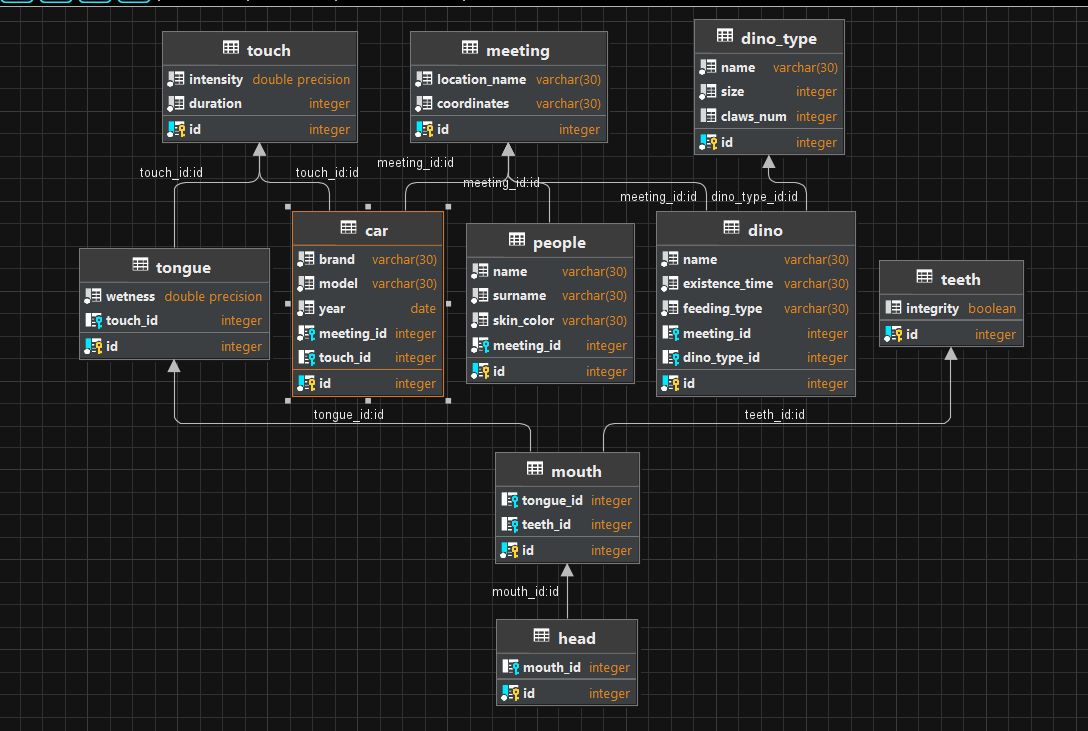 touch
intensity double precision
duration integer
id integer
meeting
location_name varchar(30)
coordinates varchar(30)
id integer
dino_type
name varchar(30)
size integer
claws_num integer
id integer
touch_id:id
touch_id:id
meeting_id:id
meeting_id:id
meeting_id:id
dino_type_id:id
tongue
wetness double precision
touch_id integer
id integer
car
brand varchar(30)
model varchar(30)
year date
meeting_id integer
touch_id integer
id integer
people
name varchar(30)
surname varchar(30)
skin_color varchar(30)
meeting_id integer
id integer
dino
name varchar(30)
existence_time varchar(30)
feeding_type varchar(30)
meeting_id integer
dino_type_id integer
id integer
teeth
integrity boolean
id integer
tongue_id:id
teeth_id:id
mouth
tongue_id integer
teeth_id integer
id integer
mouth_id:id
head
mouth_id integer
id integer